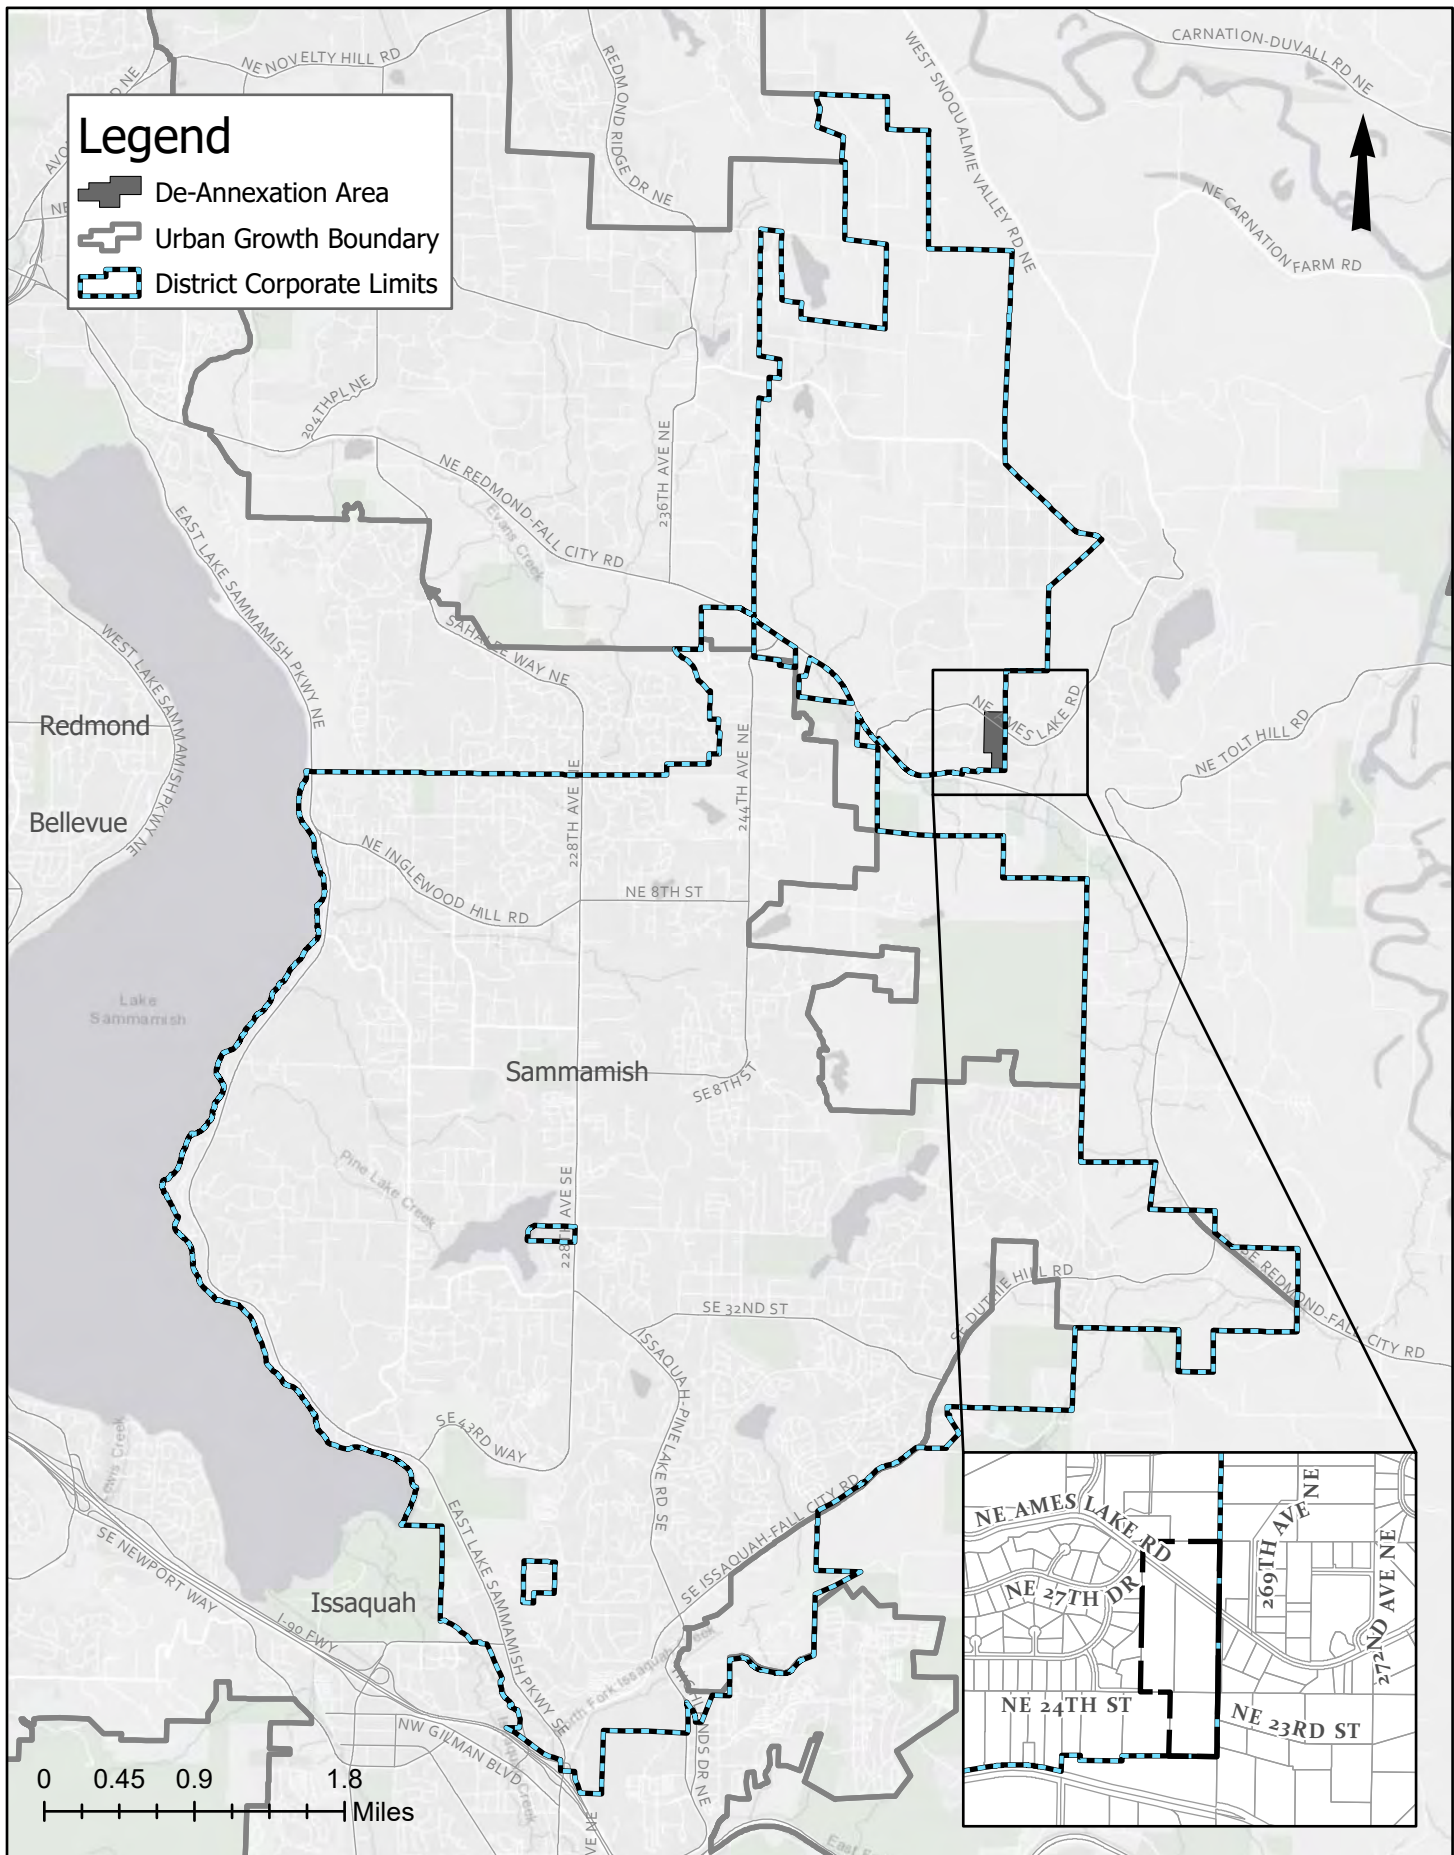 NE NOVELTY HILL RD
REDMOND RIDGE DR NE
WEST SNOQUALMIE VALLEY RD NE
CARNATION-DUVALL RD NE
NE CARNATION FARM RD
Legend
De-Annexation Area
Urban Growth Boundary
District Corporate Limits
204TH PL NE
NE REDMOND-FALL CITY RD
236TH AVE NE
Evans Creek
EAST LAKE SAMMAMISH PKWY NE
WEST LAKE SAMMAMISH PKWY NE
SAHALEE WAY NE
Redmond
Bellevue
228TH AVE NE
244TH AVE NE
NE AMES LAKE RD
NE TOLT HILL RD
NE INGLEWOOD HILL RD
NE 8TH ST
Lake
Sammamish
Sammamish
SE 8TH ST
Pine Lake Creek
228TH AVE SE
SE 32ND ST
SE DUTHIE HILL RD
SE REDMOND-FALL CITY RD
ISSAQUAH-PINE LAKE RD SE
SE 43RD WAY
SE ISSAQUAH-FALL CITY RD
EAST LAKE SAMMAMISH PKWY SE
Lewis Creek
SE NEWPORT WAY
Issaquah
I-90 FWY
North Fork Issaquah Creek
NW GILMAN BLVD
NE AMES LAKE RD
NE 27TH DR
269TH AVE NE
272ND AVE NE
NE 24TH ST
NE 23RD ST
0 0.45 0.9 1.8
Miles